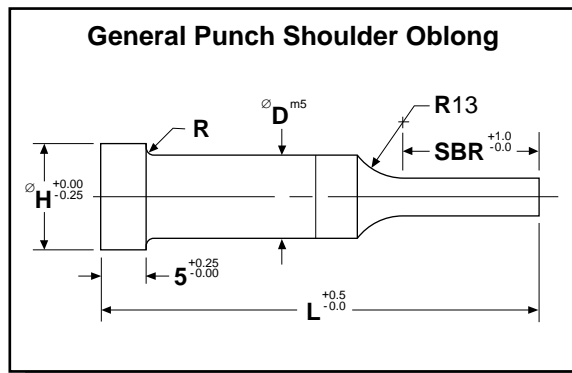 General Punch Shoulder Oblong
R
⌀D m5
R13
SBR +1.0 -0.0
⌀H +0.00 -0.25
5 +0.25 -0.00
L +0.5 -0.0